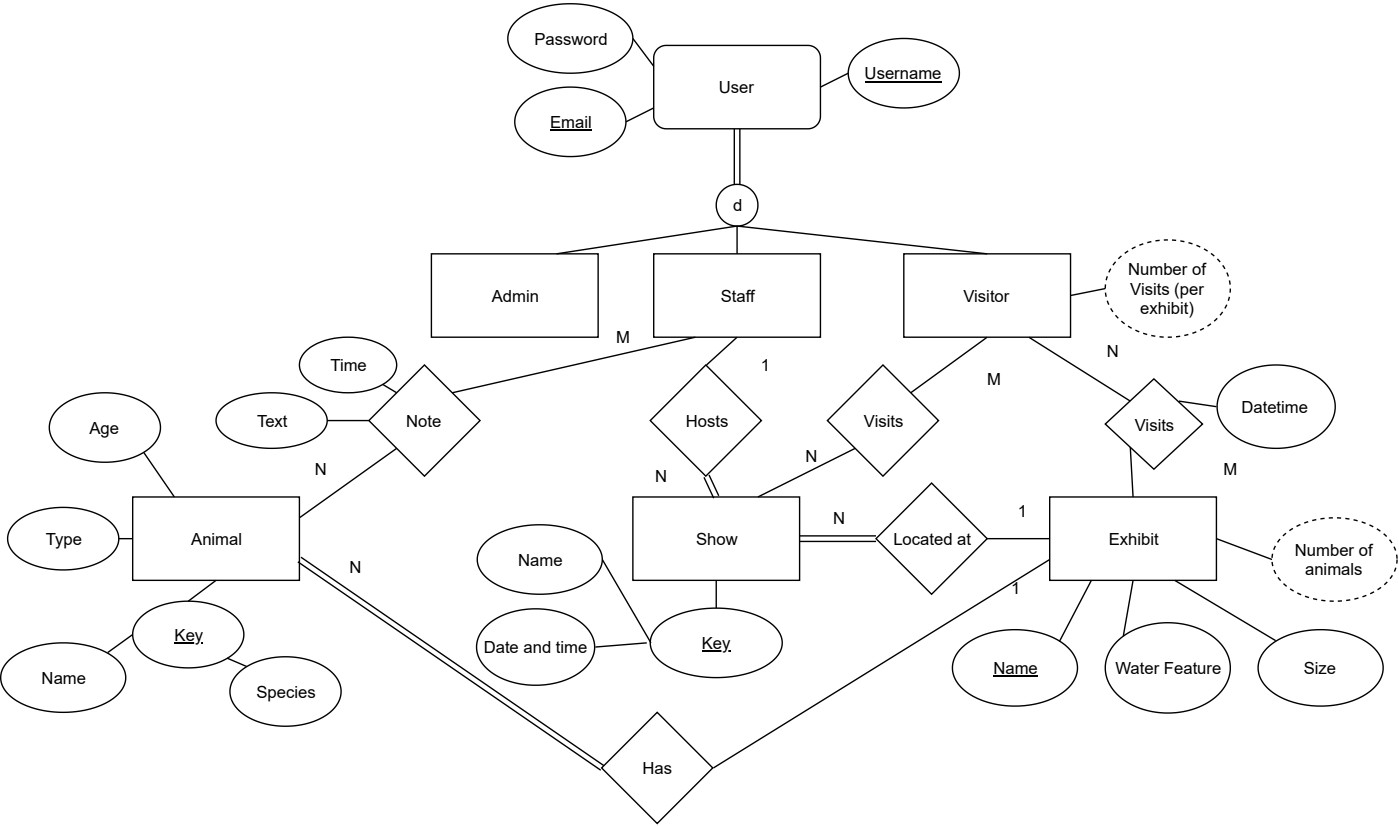 Password
User
Username
Email
d
Admin
Staff
Visitor
Number of
Visits (per
exhibit)
M
1
N
M
Time
Text
Note
Hosts
Visits
Visits
Datetime
Age
N
N
N
M
Type
Animal
Show
N
Located at
1
Exhibit
Number of
animals
N
Name
1
Key
Name
Species
Date and time
Key
Name
Water Feature
Size
Has